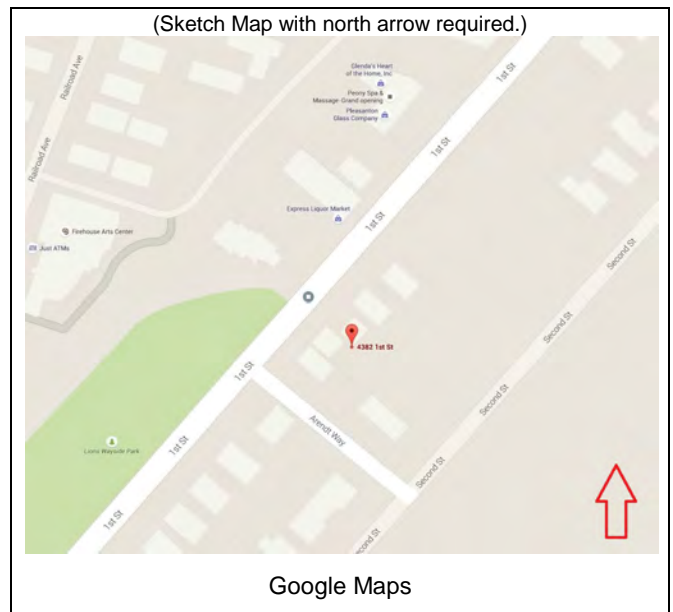 (Sketch Map with north arrow required.)
Railroad Ave
1st St
Glenda's Heart
of the Home, Inc
Peony Spa &
Massage Grand opening
Pleasanton
Glass Company
1st St
Railroad Ave
Express Liquor Market
1st St
Firehouse Arts Center
Just ATMs
Second St
Second St
4382 1st St
1st St
Second St
Arendt Way
Lions Wayside Park
1st St
Second St
1st St
Second St
Google Maps